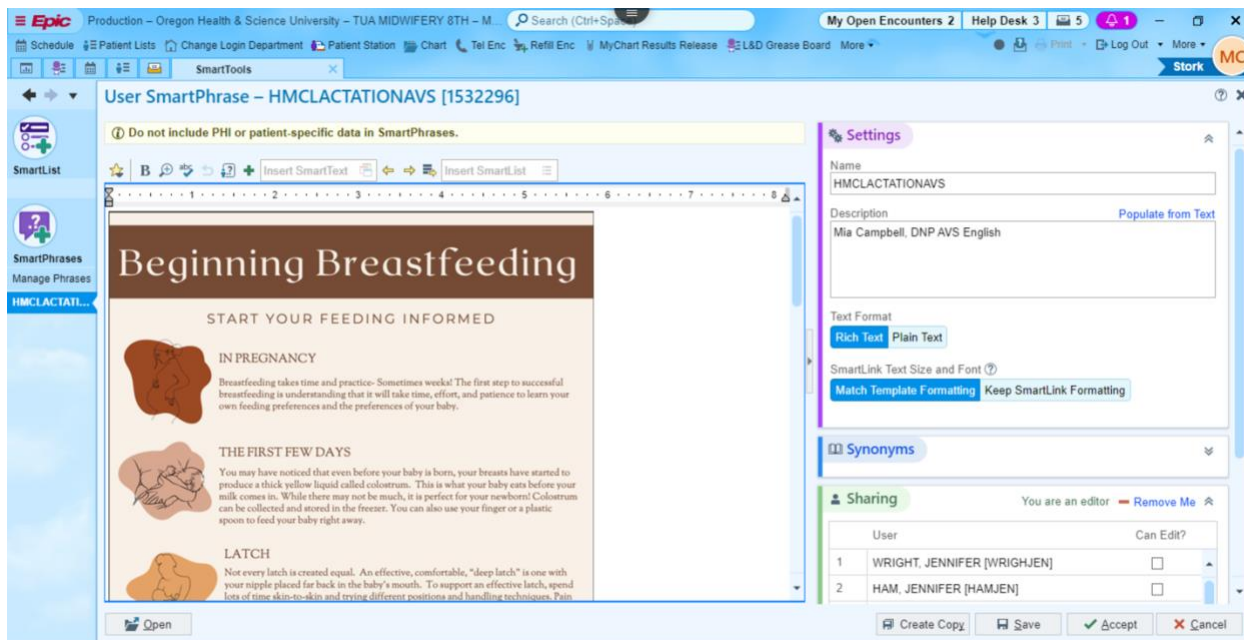 Epic Production – Oregon Health & Science University – TUA MIDWIFERY 8TH – M... Search (Ctrl+Space) My Open Encounters 2 Help Desk 3 5 1
Schedule Patient Lists Change Login Department Patient Station Chart Tel Enc Refill Enc MyChart Results Release L&D Grease Board More Print Log Out More
SmartTools Stork MC
User SmartPhrase – HMCLACTATIONAVS [1532296]
SmartList
SmartPhrases
Manage Phrases
HMCLACTATI...
Do not include PHI or patient-specific data in SmartPhrases.
B abc Insert SmartText Insert SmartList
1 2 3 4 5 6 7 8
Beginning Breastfeeding
START YOUR FEEDING INFORMED
IN PREGNANCY
Breastfeeding takes time and practice- Sometimes weeks! The first step to successful
breastfeeding is understanding that it will take time, effort, and patience to learn your
own feeding preferences and the preferences of your baby.
THE FIRST FEW DAYS
You may have noticed that even before your baby is born, your breasts have started to
produce a thick yellow liquid called colostrum. This is what your baby eats before your
milk comes in. While there may not be much, it is perfect for your newborn! Colostrum
can be collected and stored in the freezer. You can also use your finger or a plastic
spoon to feed your baby right away.
LATCH
Not every latch is created equal. An effective, comfortable, "deep latch" is one with
your nipple placed far back in the baby's mouth. To support an effective latch, spend
lots of time skin-to-skin and trying different positions and handling techniques. Pain
Settings
Name
HMCLACTATIONAVS
Description Populate from Text
Mia Campbell, DNP AVS English
Text Format
Rich Text Plain Text
SmartLink Text Size and Font
Match Template Formatting Keep SmartLink Formatting
Synonyms
Sharing You are an editor Remove Me
User Can Edit?
1 WRIGHT, JENNIFER [WRIGHJEN]
2 HAM, JENNIFER [HAMJEN]
Open Create Copy Save Accept Cancel